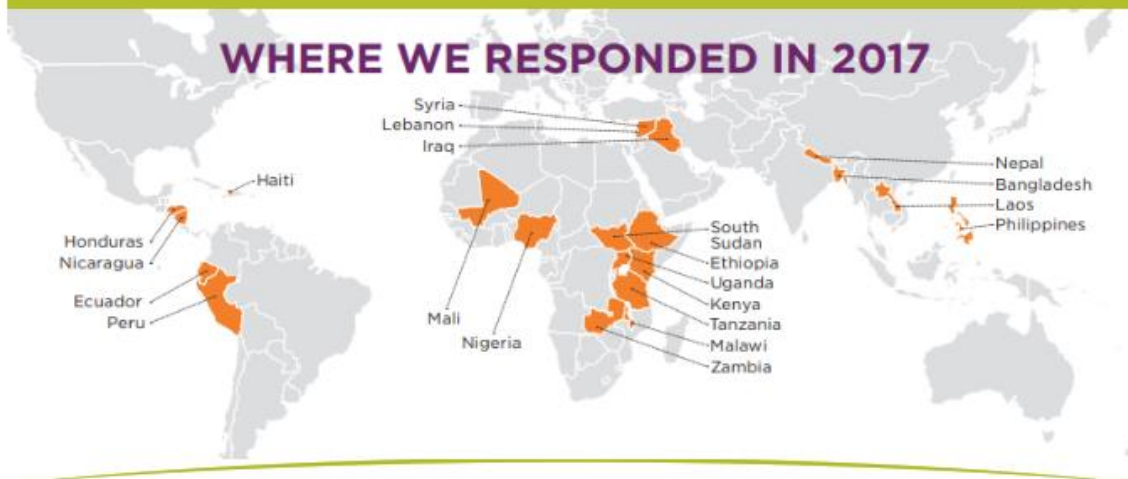 WHERE WE RESPONDED IN 2017
Syria
Lebanon
Iraq
Haiti
Honduras
Nicaragua
Ecuador
Peru
Mali
Nigeria
South
Sudan
Ethiopia
Uganda
Kenya
Tanzania
Malawi
Zambia
Nepal
Bangladesh
Laos
Philippines